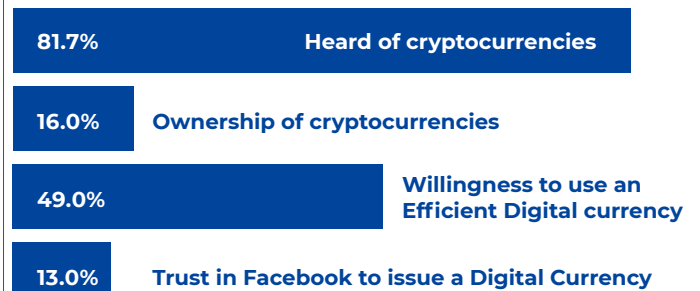 81.7% Heard of cryptocurrencies
16.0% Ownership of cryptocurrencies
49.0% Willingness to use an
Efficient Digital currency
13.0% Trust in Facebook to issue a Digital Currency